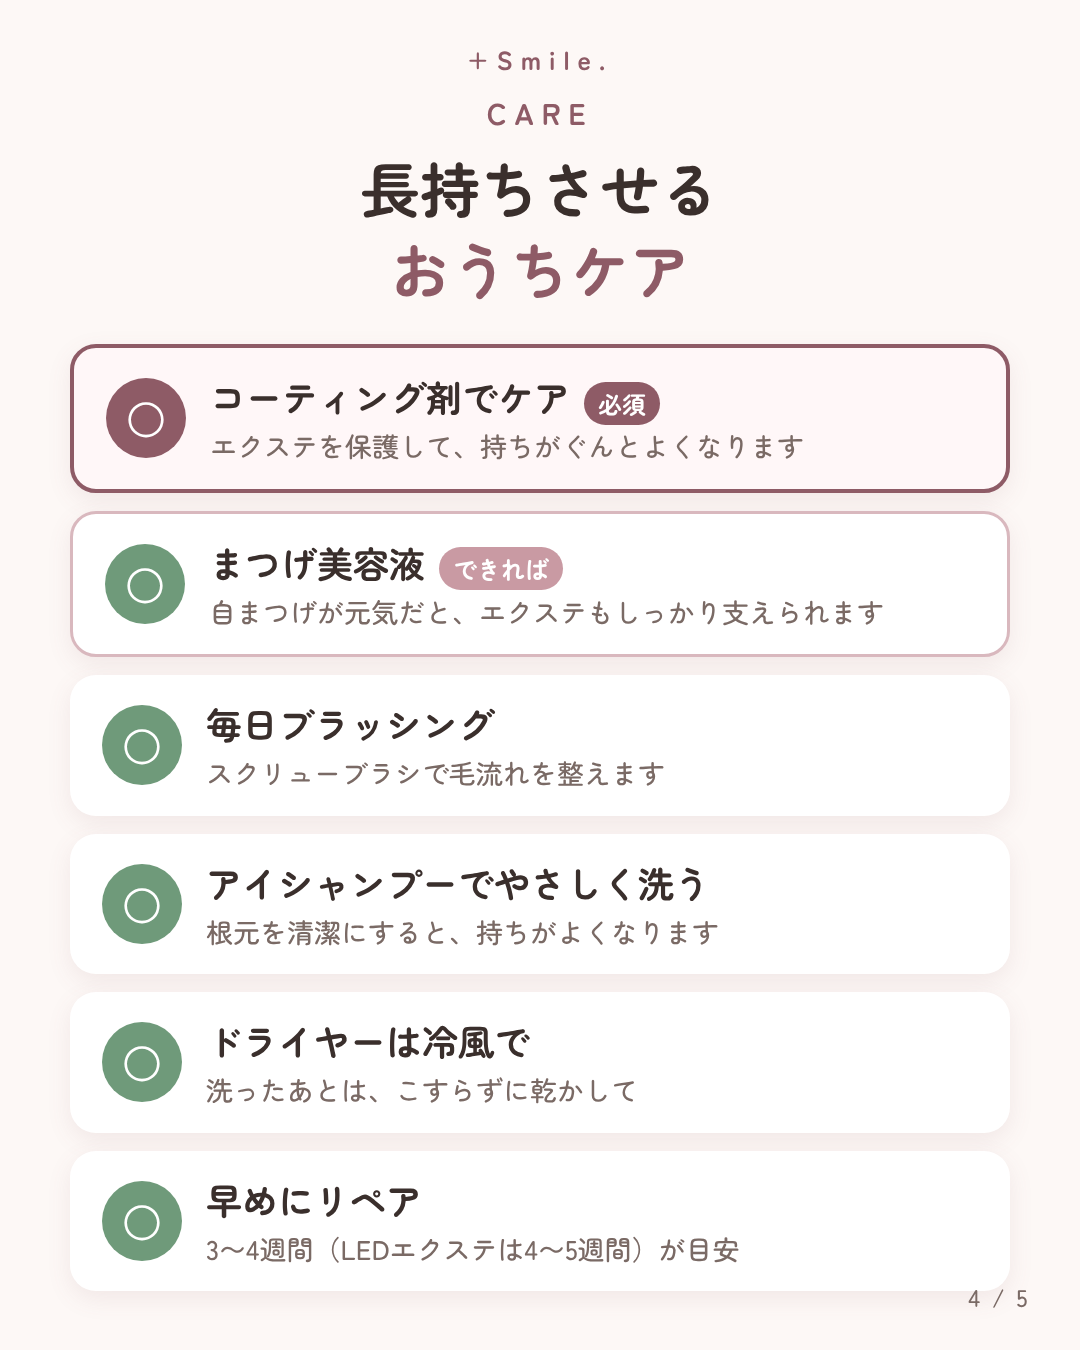 +Smile.
CARE
長持ちさせる
おうちケア
○ コーティング剤でケア 必須
エクステを保護して、持ちがぐんとよくなります
○ まつげ美容液 できれば
自まつげが元気だと、エクステもしっかり支えられます
○ 毎日ブラッシング
スクリューブラシで毛流れを整えます
○ アイシャンプーでやさしく洗う
根元を清潔にすると、持ちがよくなります
○ ドライヤーは冷風で
洗ったあとは、こすらずに乾かして
○ 早めにリペア
3〜4週間（LEDエクステは4〜5週間）が目安
4 / 5